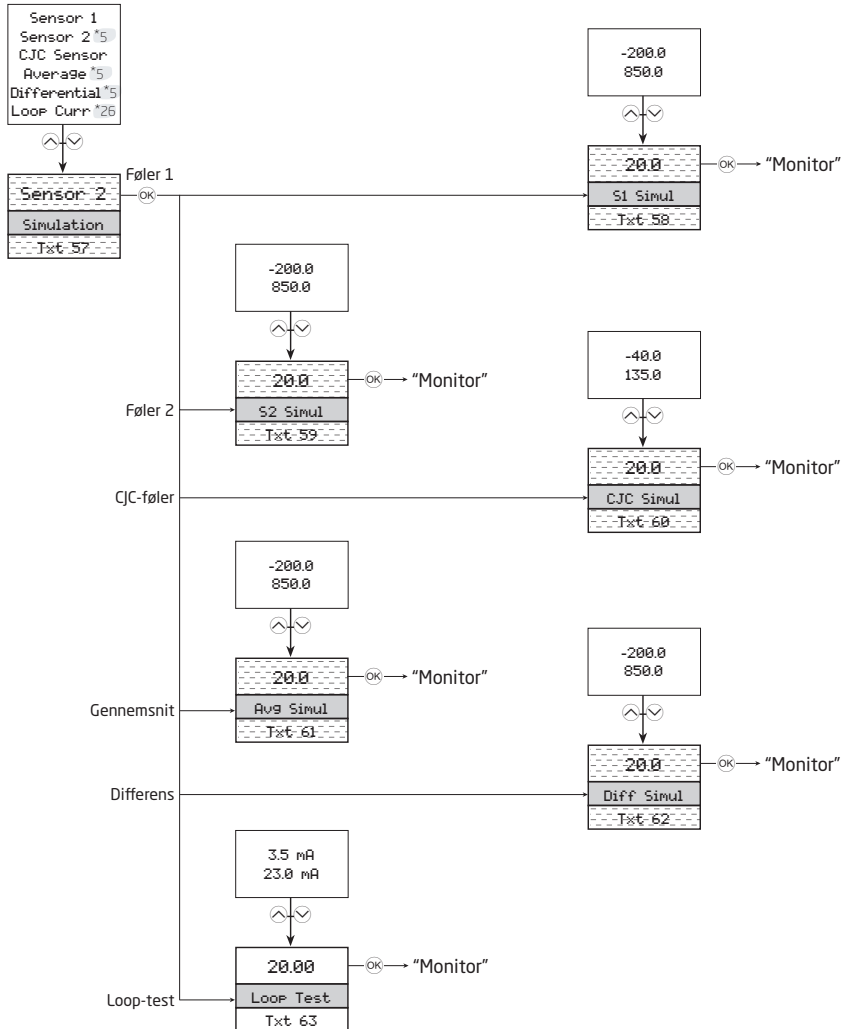 Sensor 1
Sensor 2 *5
CJC Sensor
Average *5
Differential *5
Loop Curr *26
Sensor 2
Simulation
Txt 57
Føler 1
OK
-200.0
850.0
20.0
S1 Simul
Txt 58
OK
"Monitor"
-200.0
850.0
Føler 2
20.0
S2 Simul
Txt 59
OK
"Monitor"
-40.0
135.0
CJC-føler
20.0
CJC Simul
Txt 60
OK
"Monitor"
-200.0
850.0
Gennemsnit
20.0
Avg Simul
Txt 61
OK
"Monitor"
-200.0
850.0
Differens
20.0
Diff Simul
Txt 62
OK
"Monitor"
3.5 mA
23.0 mA
Loop-test
20.00
Loop Test
Txt 63
OK
"Monitor"